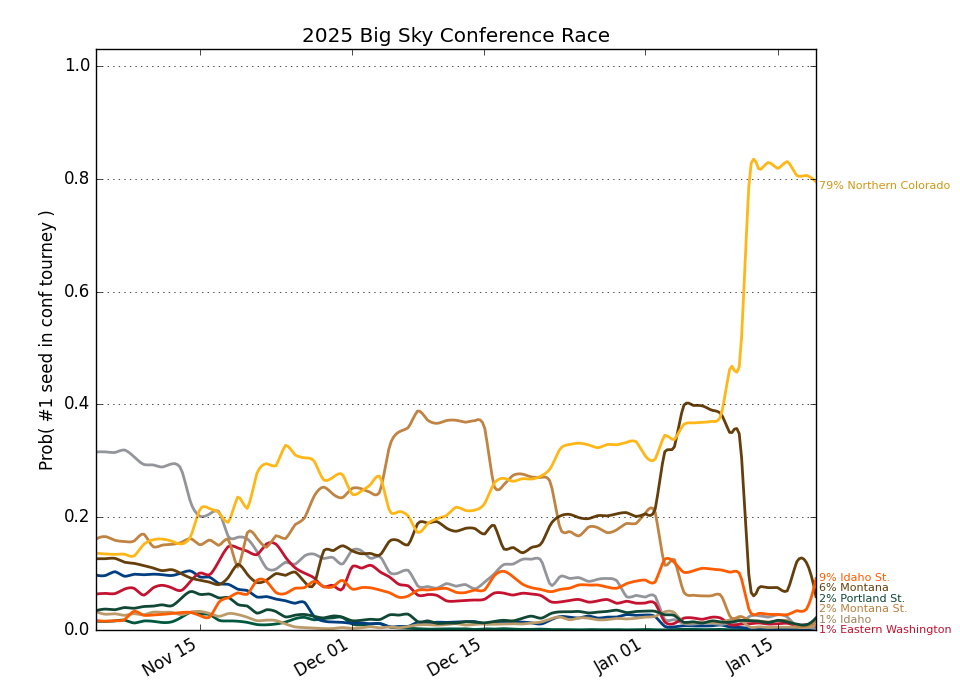 2025 Big Sky Conference Race
Prob( #1 seed in conf tourney )
1.0
0.8
0.6
0.4
0.2
0.0
Nov 15
Dec 01
Dec 15
Jan 01
Jan 15
79% Northern Colorado
9% Idaho St.
6% Montana
2% Portland St.
2% Montana St.
1% Idaho
1% Eastern Washington